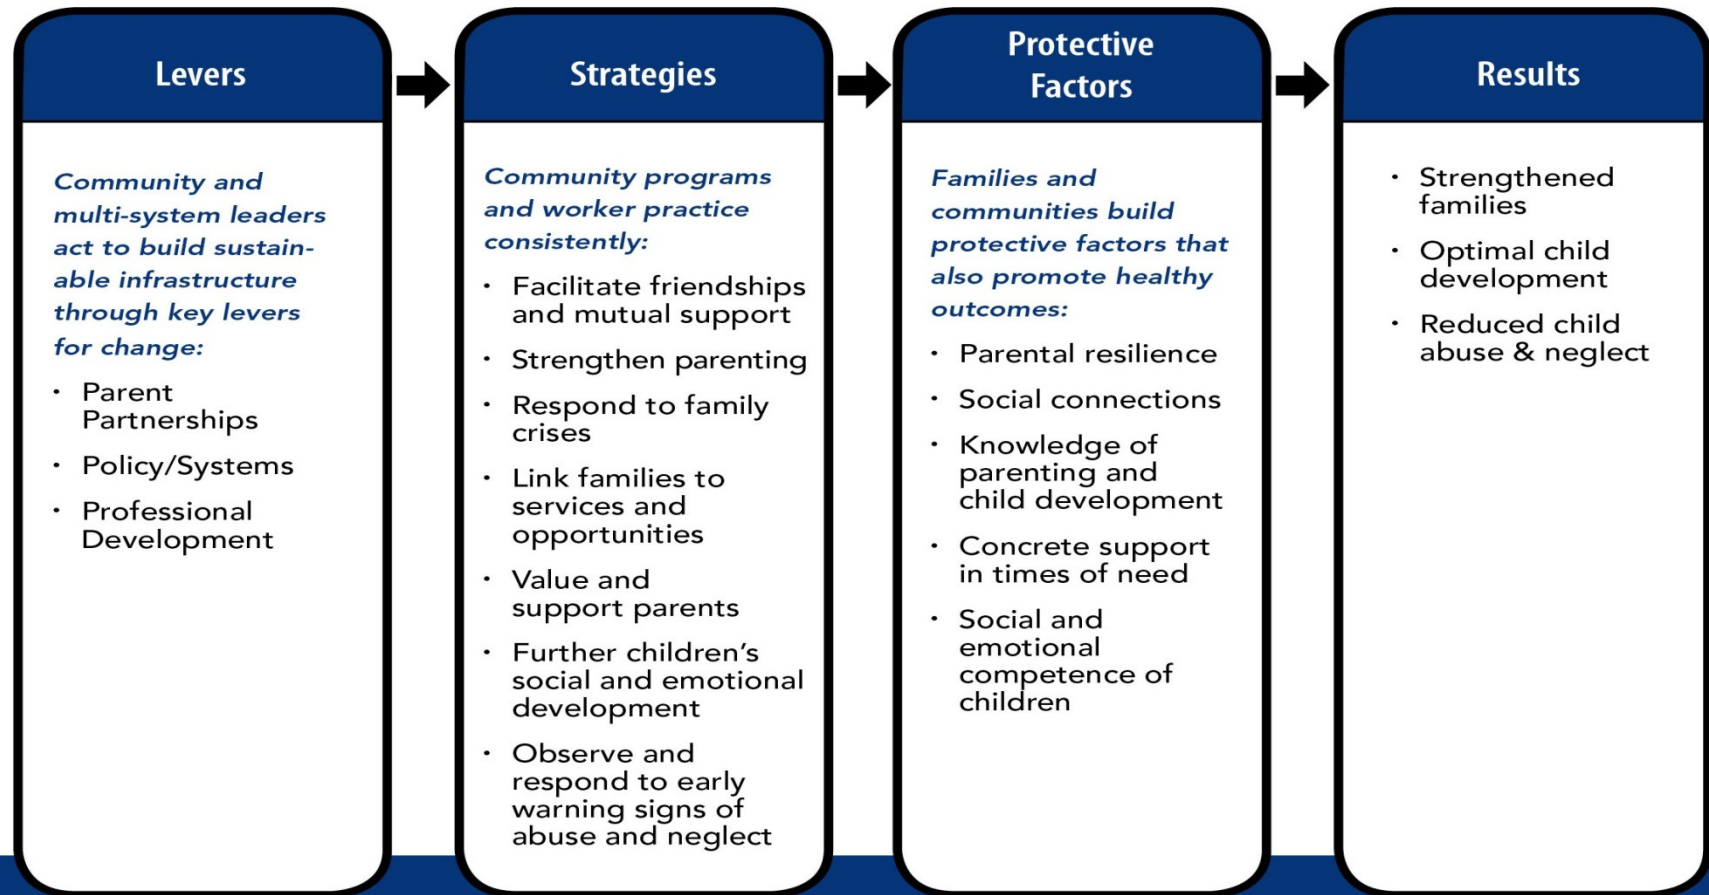 Levers
Community and
multi-system leaders
act to build sustain-
able infrastructure
through key levers
for change:
· Parent
Partnerships
· Policy/Systems
· Professional
Development
Strategies
Community programs
and worker practice
consistently:
· Facilitate friendships
and mutual support
· Strengthen parenting
· Respond to family
crises
· Link families to
services and
opportunities
· Value and
support parents
· Further children’s
social and emotional
development
· Observe and
respond to early
warning signs of
abuse and neglect
Protective
Factors
Families and
communities build
protective factors that
also promote healthy
outcomes:
· Parental resilience
· Social connections
· Knowledge of
parenting and
child development
· Concrete support
in times of need
· Social and
emotional
competence of
children
Results
· Strengthened
families
· Optimal child
development
· Reduced child
abuse & neglect